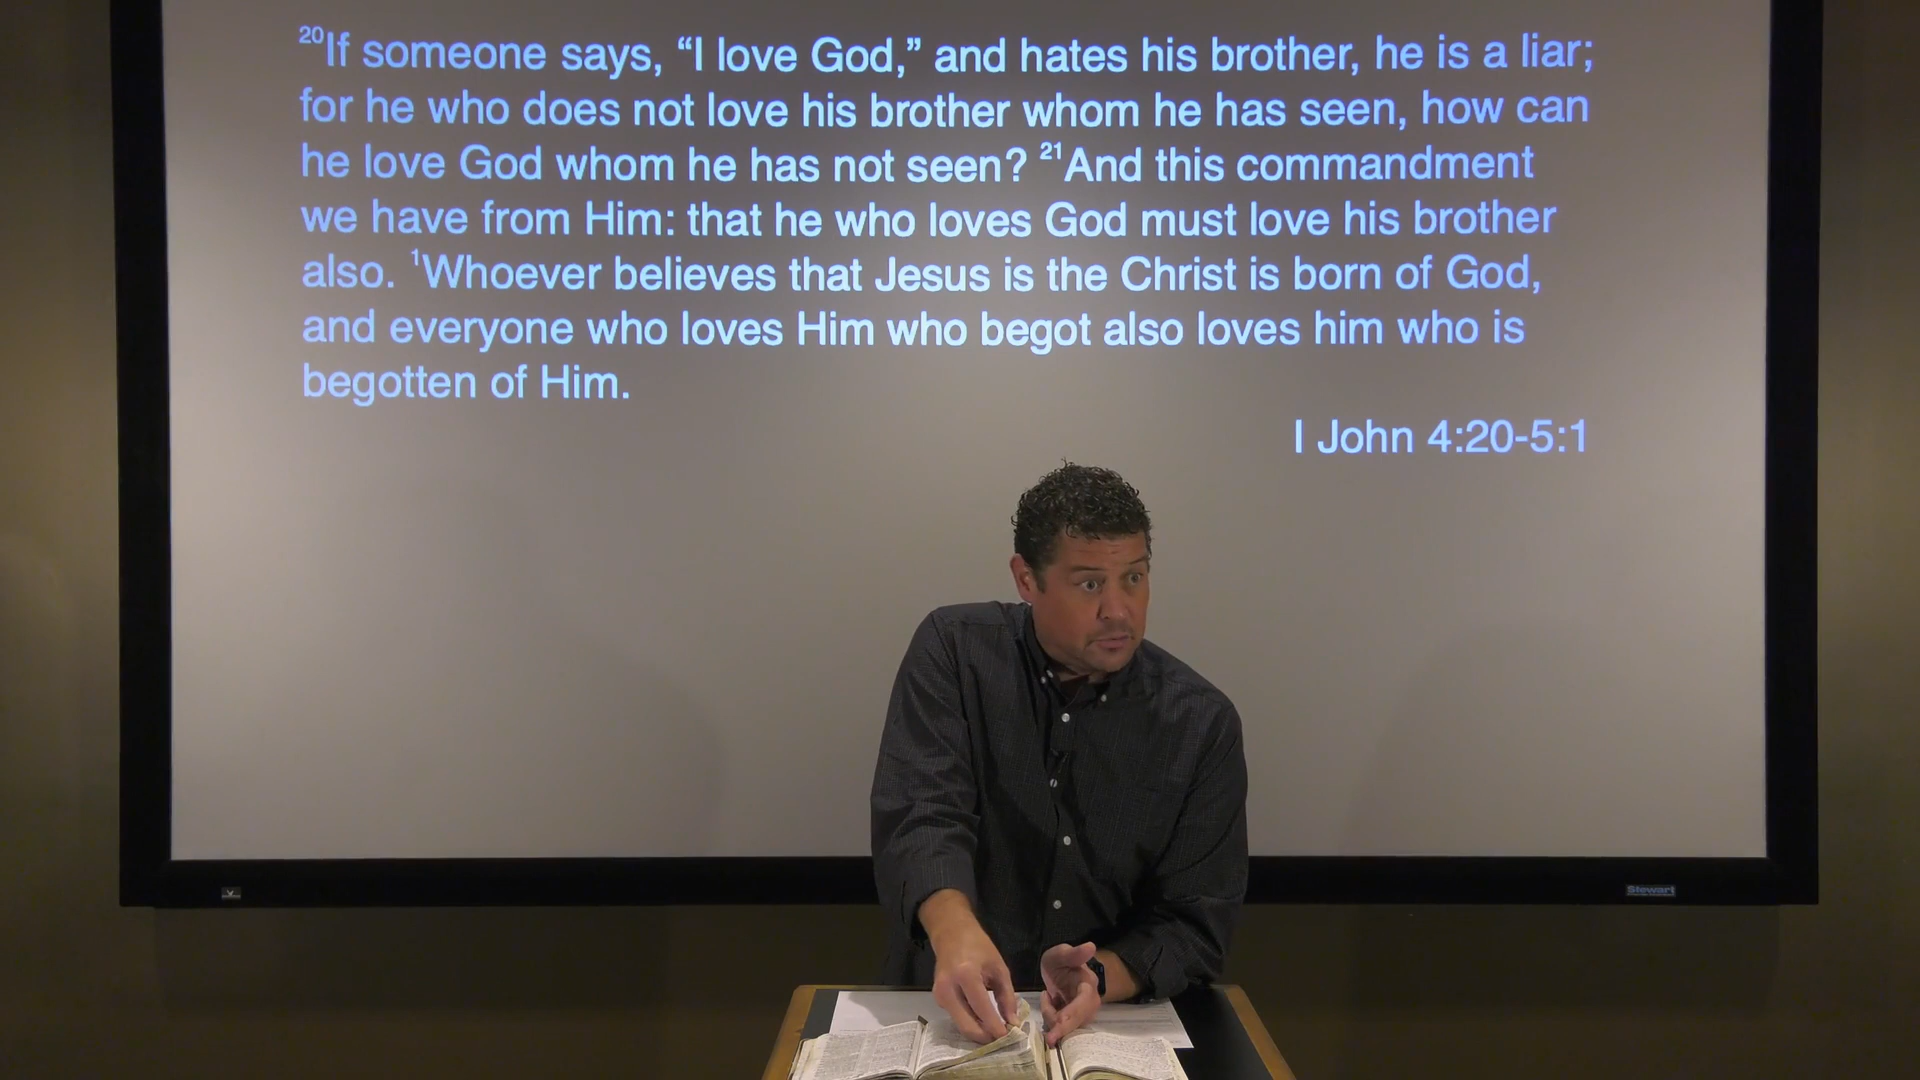 20If someone says, “I love God,” and hates his brother, he is a liar;
for he who does not love his brother whom he has seen, how can
he love God whom he has not seen? 21And this commandment
we have from Him: that he who loves God must love his brother
also. 1Whoever believes that Jesus is the Christ is born of God,
and everyone who loves Him who begot also loves him who is
begotten of Him.
I John 4:20-5:1
Stewart